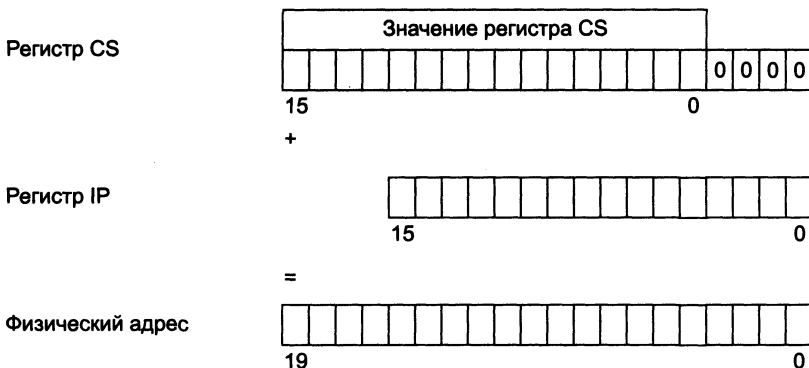 Значение регистра CS
Регистр CS
0 0 0 0
15 0
+
Регистр IP
15 0
=
Физический адрес
19 0